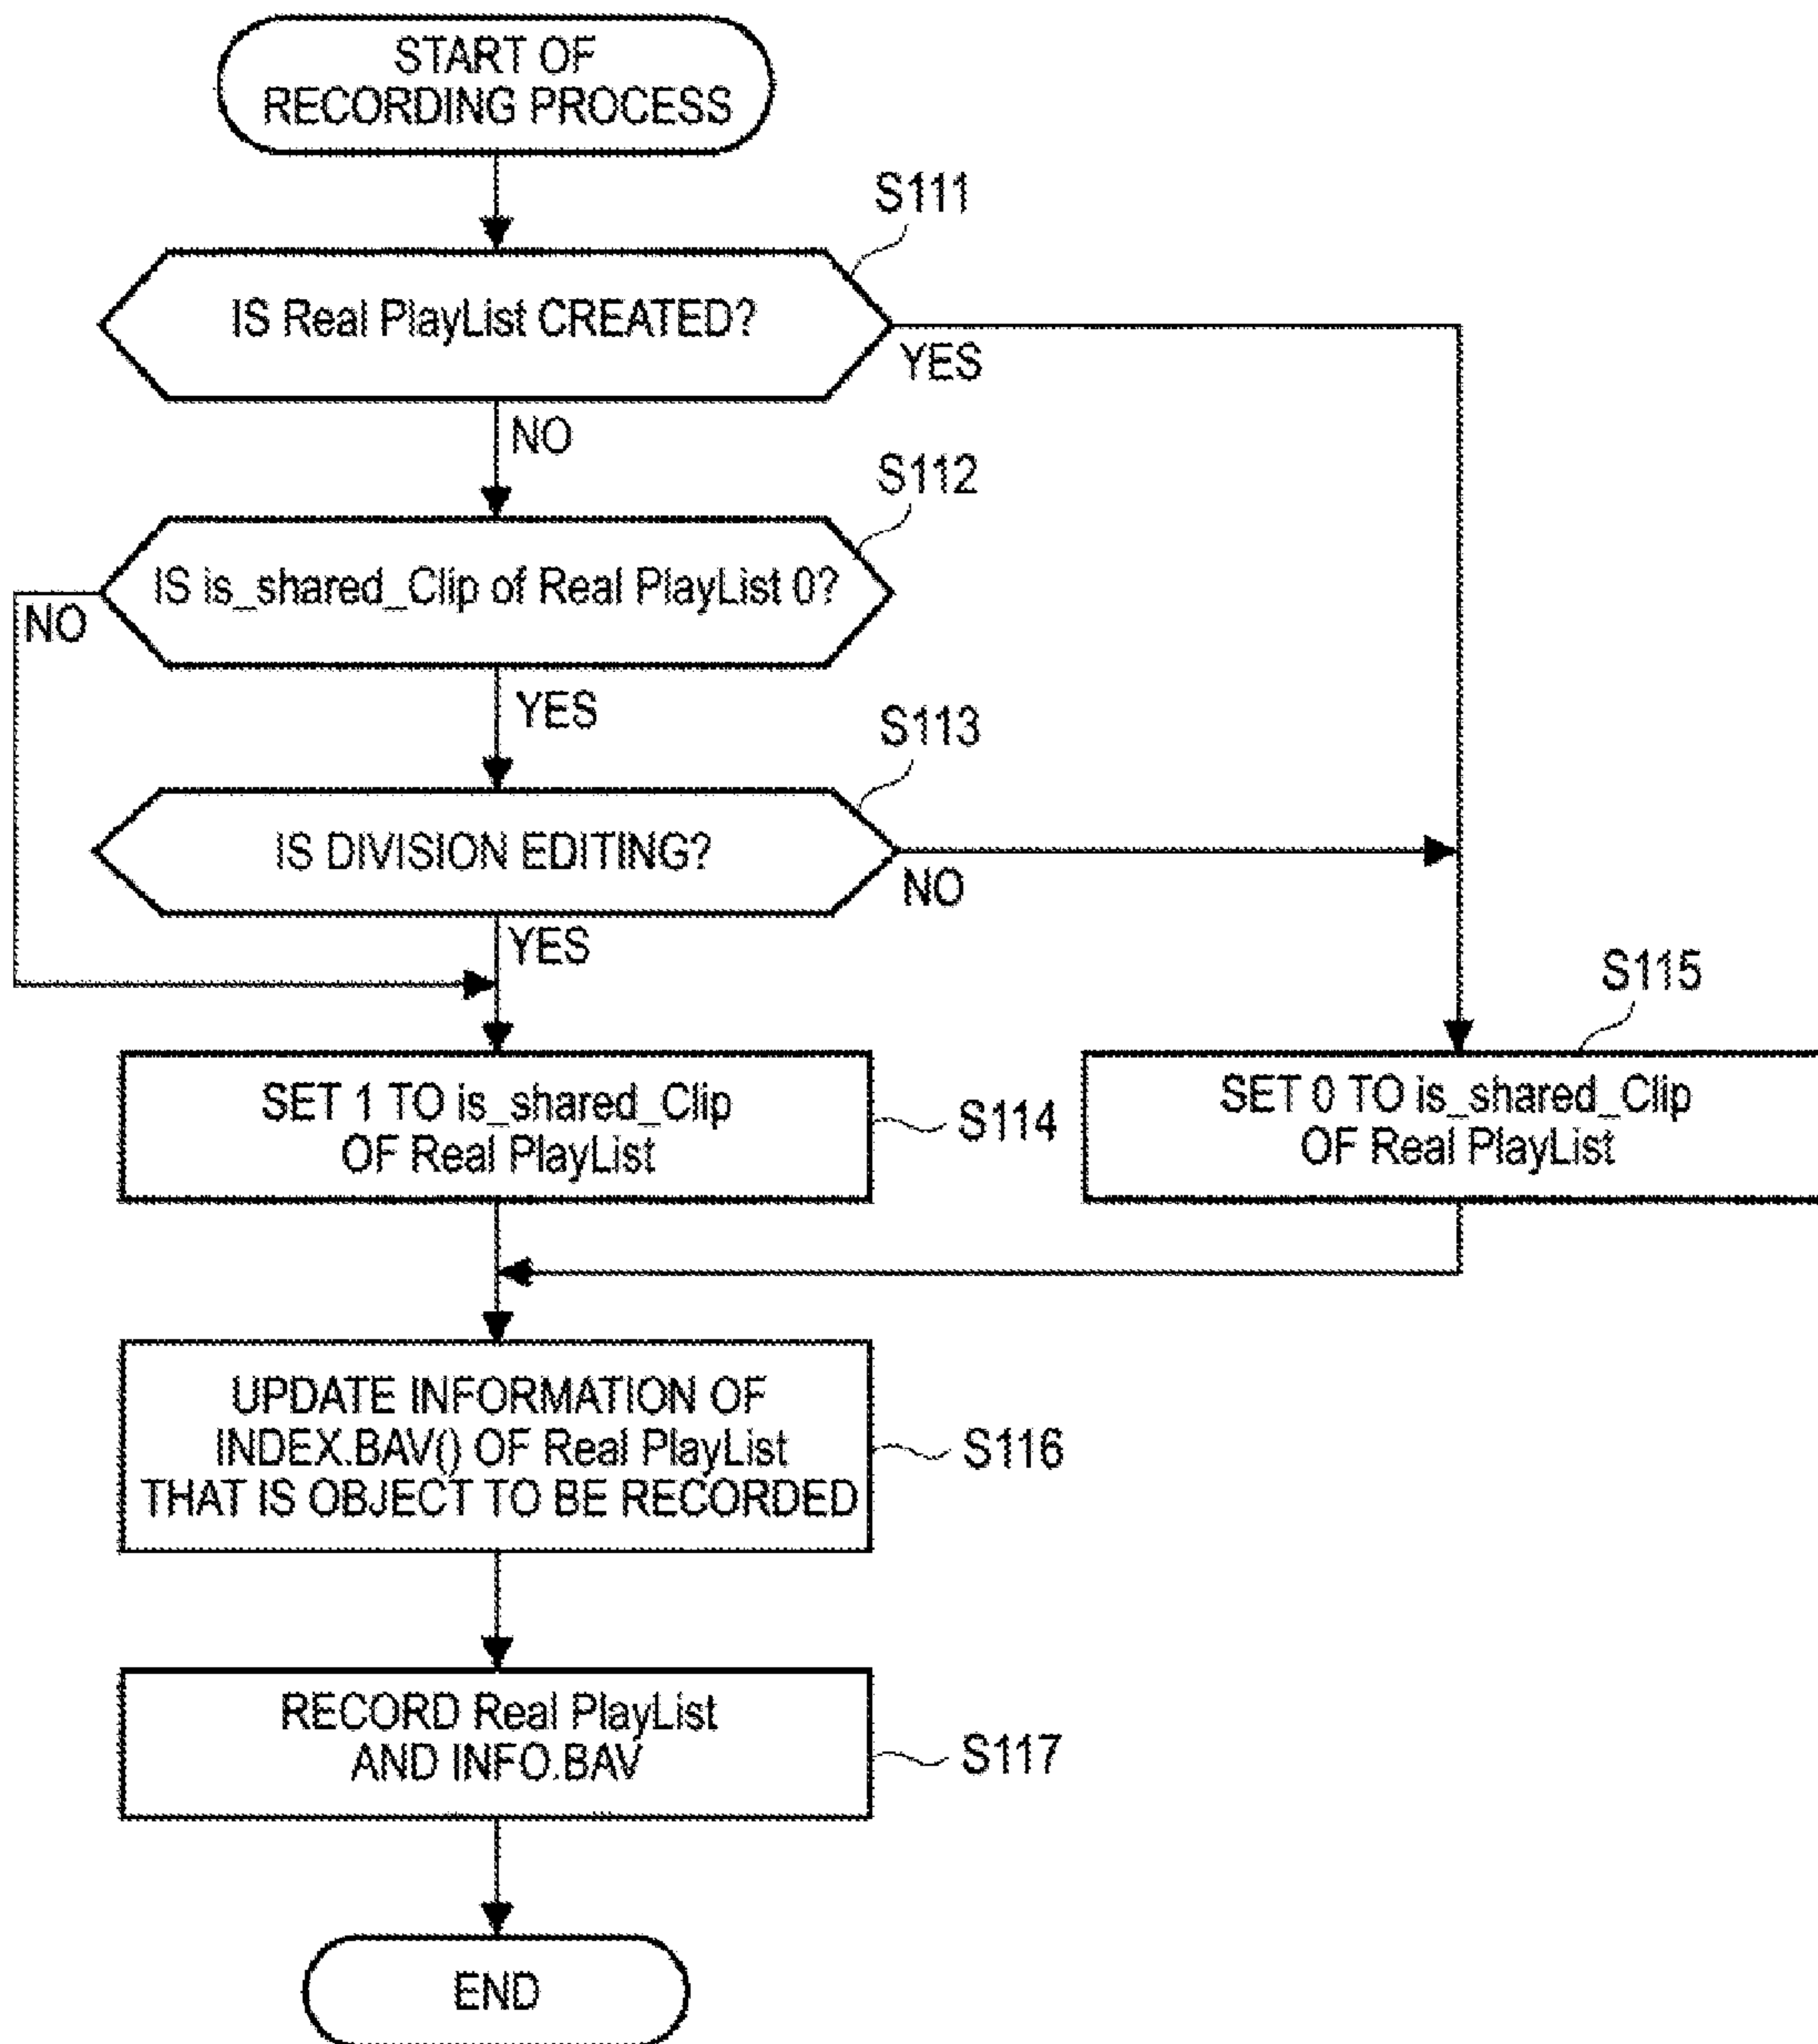 START OF
RECORDING PROCESS
S111
IS Real PlayList CREATED?
YES
NO
S112
IS is_shared_Clip of Real PlayList 0?
NO
YES
S113
IS DIVISION EDITING?
NO
YES
S115
SET 1 TO is_shared_Clip
OF Real PlayList
S114
SET 0 TO is_shared_Clip
OF Real PlayList
UPDATE INFORMATION OF
INDEX.BAV() OF Real PlayList
THAT IS OBJECT TO BE RECORDED
S116
RECORD Real PlayList
AND INFO.BAV
S117
END